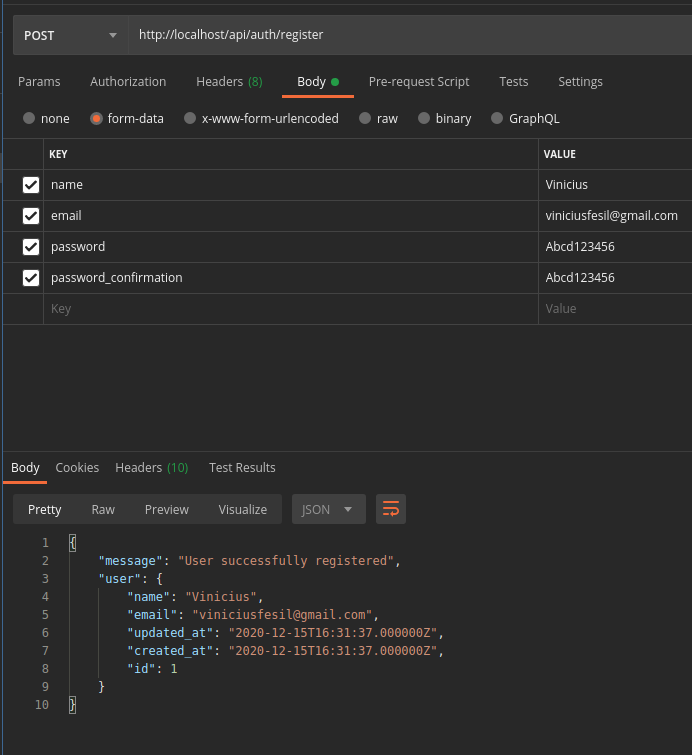 POST http://localhost/api/auth/register
Params Authorization Headers (8) Body Pre-request Script Tests Settings
none form-data x-www-form-urlencoded raw binary GraphQL
KEY VALUE
name Vinicius
email viniciusfesil@gmail.com
password Abcd123456
password_confirmation Abcd123456
Key Value
Body Cookies Headers (10) Test Results
Pretty Raw Preview Visualize JSON
1 {
2 "message": "User successfully registered",
3 "user": {
4 "name": "Vinicius",
5 "email": "viniciusfesil@gmail.com",
6 "updated_at": "2020-12-15T16:31:37.000000Z",
7 "created_at": "2020-12-15T16:31:37.000000Z",
8 "id": 1
9 }
10 }